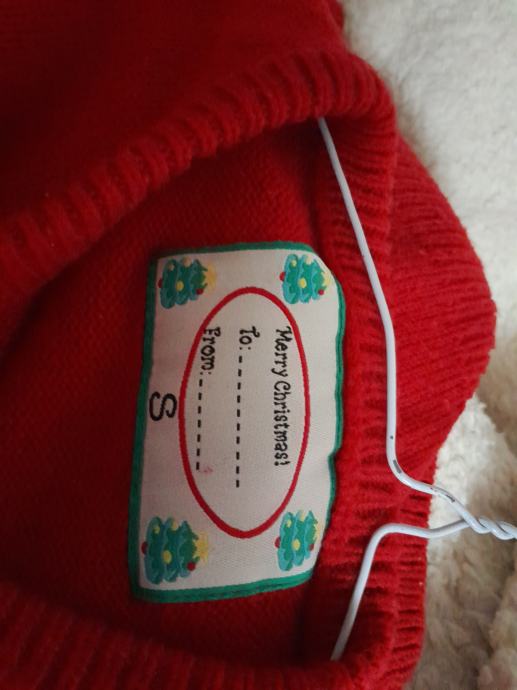 Merry Christmas!
To:----------
From:--------
S